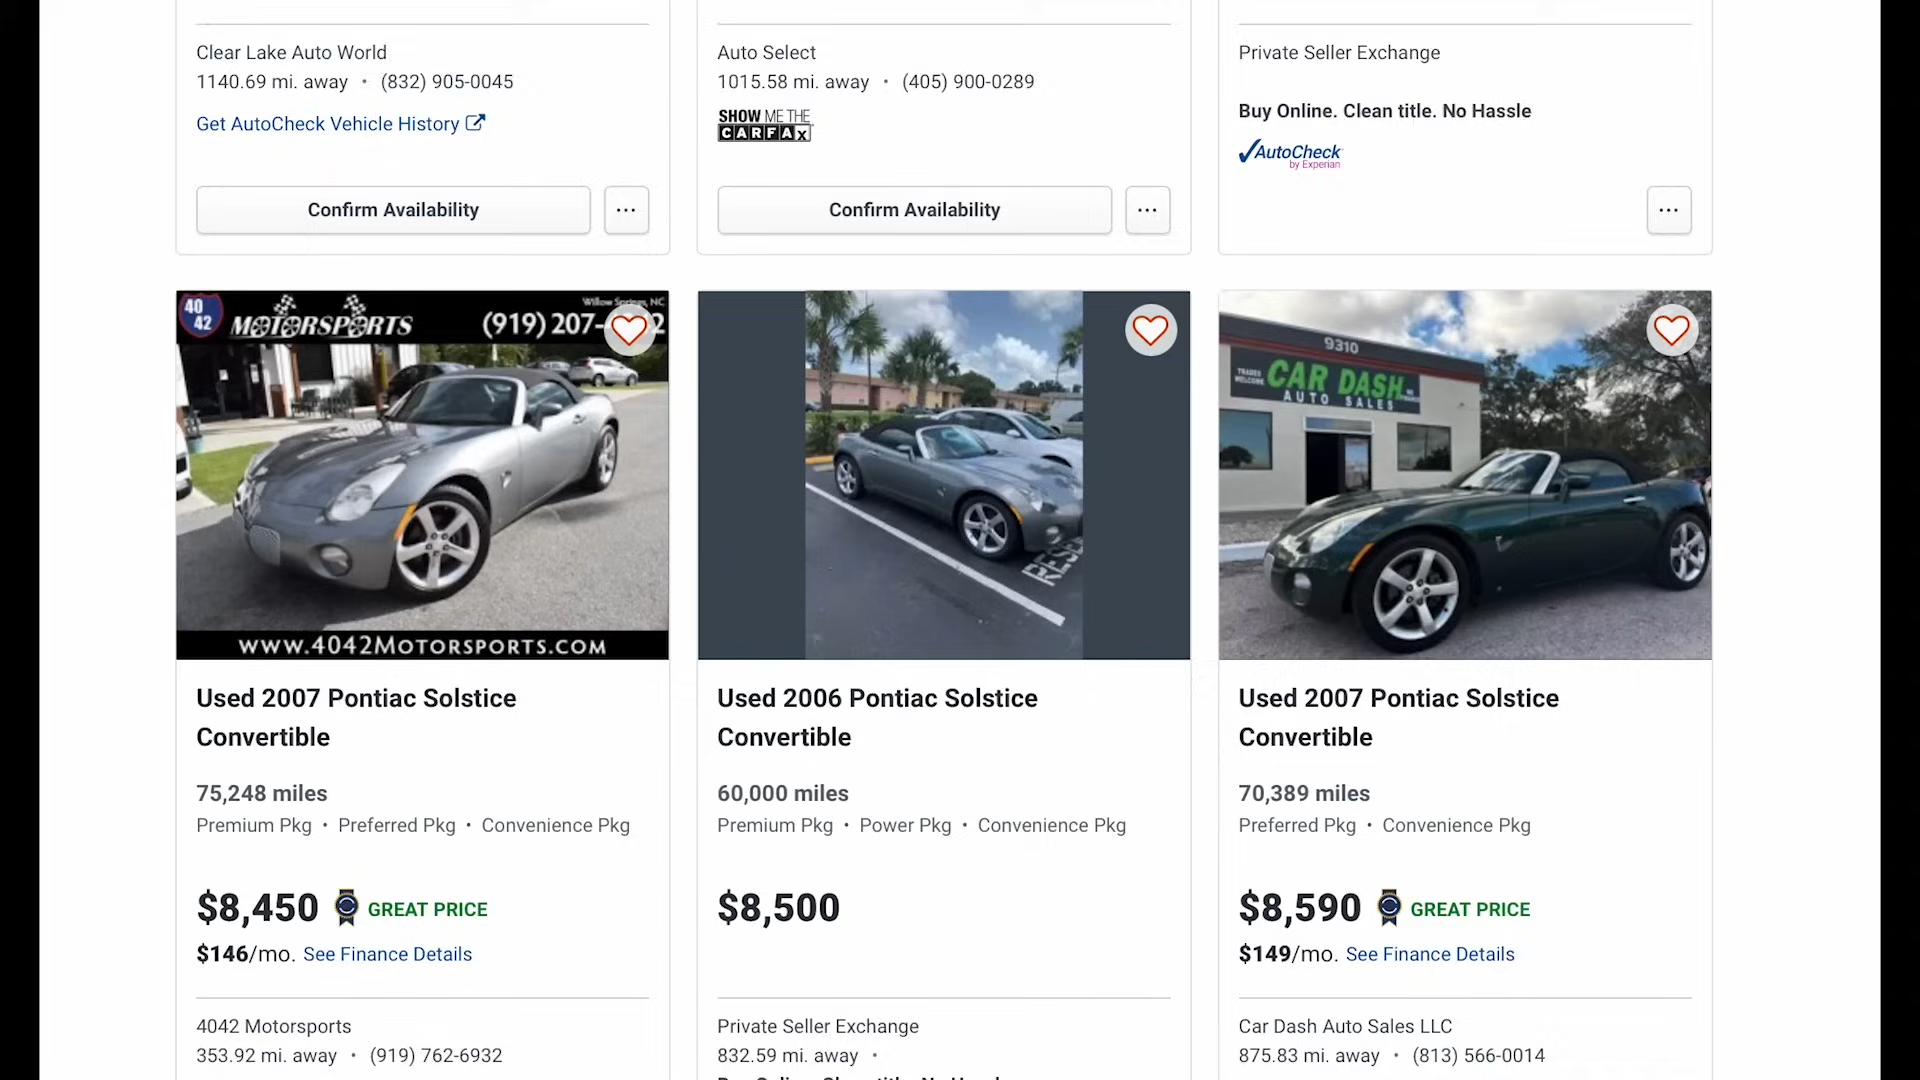 Clear Lake Auto World
1140.69 mi. away • (832) 905-0045
Get AutoCheck Vehicle History
Confirm Availability
...
Auto Select
1015.58 mi. away • (405) 900-0289
SHOW ME THE
CARFAX
Confirm Availability
...
Private Seller Exchange
Buy Online. Clean title. No Hassle
AutoCheck
by Experian
...
40
42
MOTORSPORTS
Willow Springs, NC
(919) 207-
2
WWW.4042MOTORSPORTS.COM
Used 2007 Pontiac Solstice
Convertible
75,248 miles
Premium Pkg • Preferred Pkg • Convenience Pkg
$8,450 GREAT PRICE
$146/mo. See Finance Details
4042 Motorsports
353.92 mi. away • (919) 762-6932
Used 2006 Pontiac Solstice
Convertible
60,000 miles
Premium Pkg • Power Pkg • Convenience Pkg
$8,500
Private Seller Exchange
832.59 mi. away •
9310
TRADES
WELCOME
CAR DASH
AUTO SALES
Used 2007 Pontiac Solstice
Convertible
70,389 miles
Preferred Pkg • Convenience Pkg
$8,590 GREAT PRICE
$149/mo. See Finance Details
Car Dash Auto Sales LLC
875.83 mi. away • (813) 566-0014